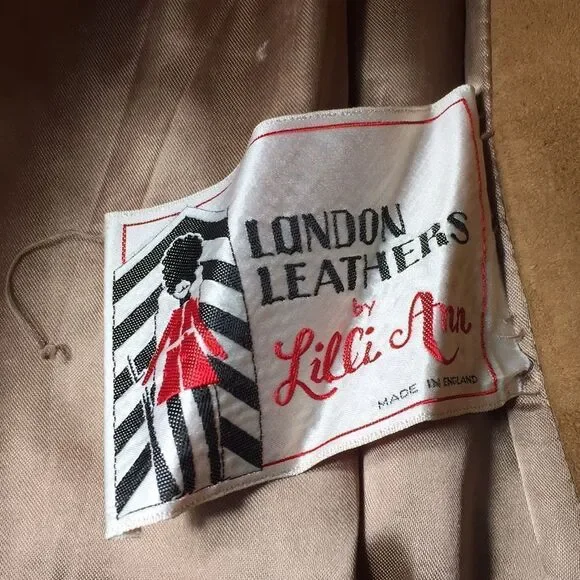 LONDON
LEATHERS
by
Lilli Ann
MADE IN ENGLAND